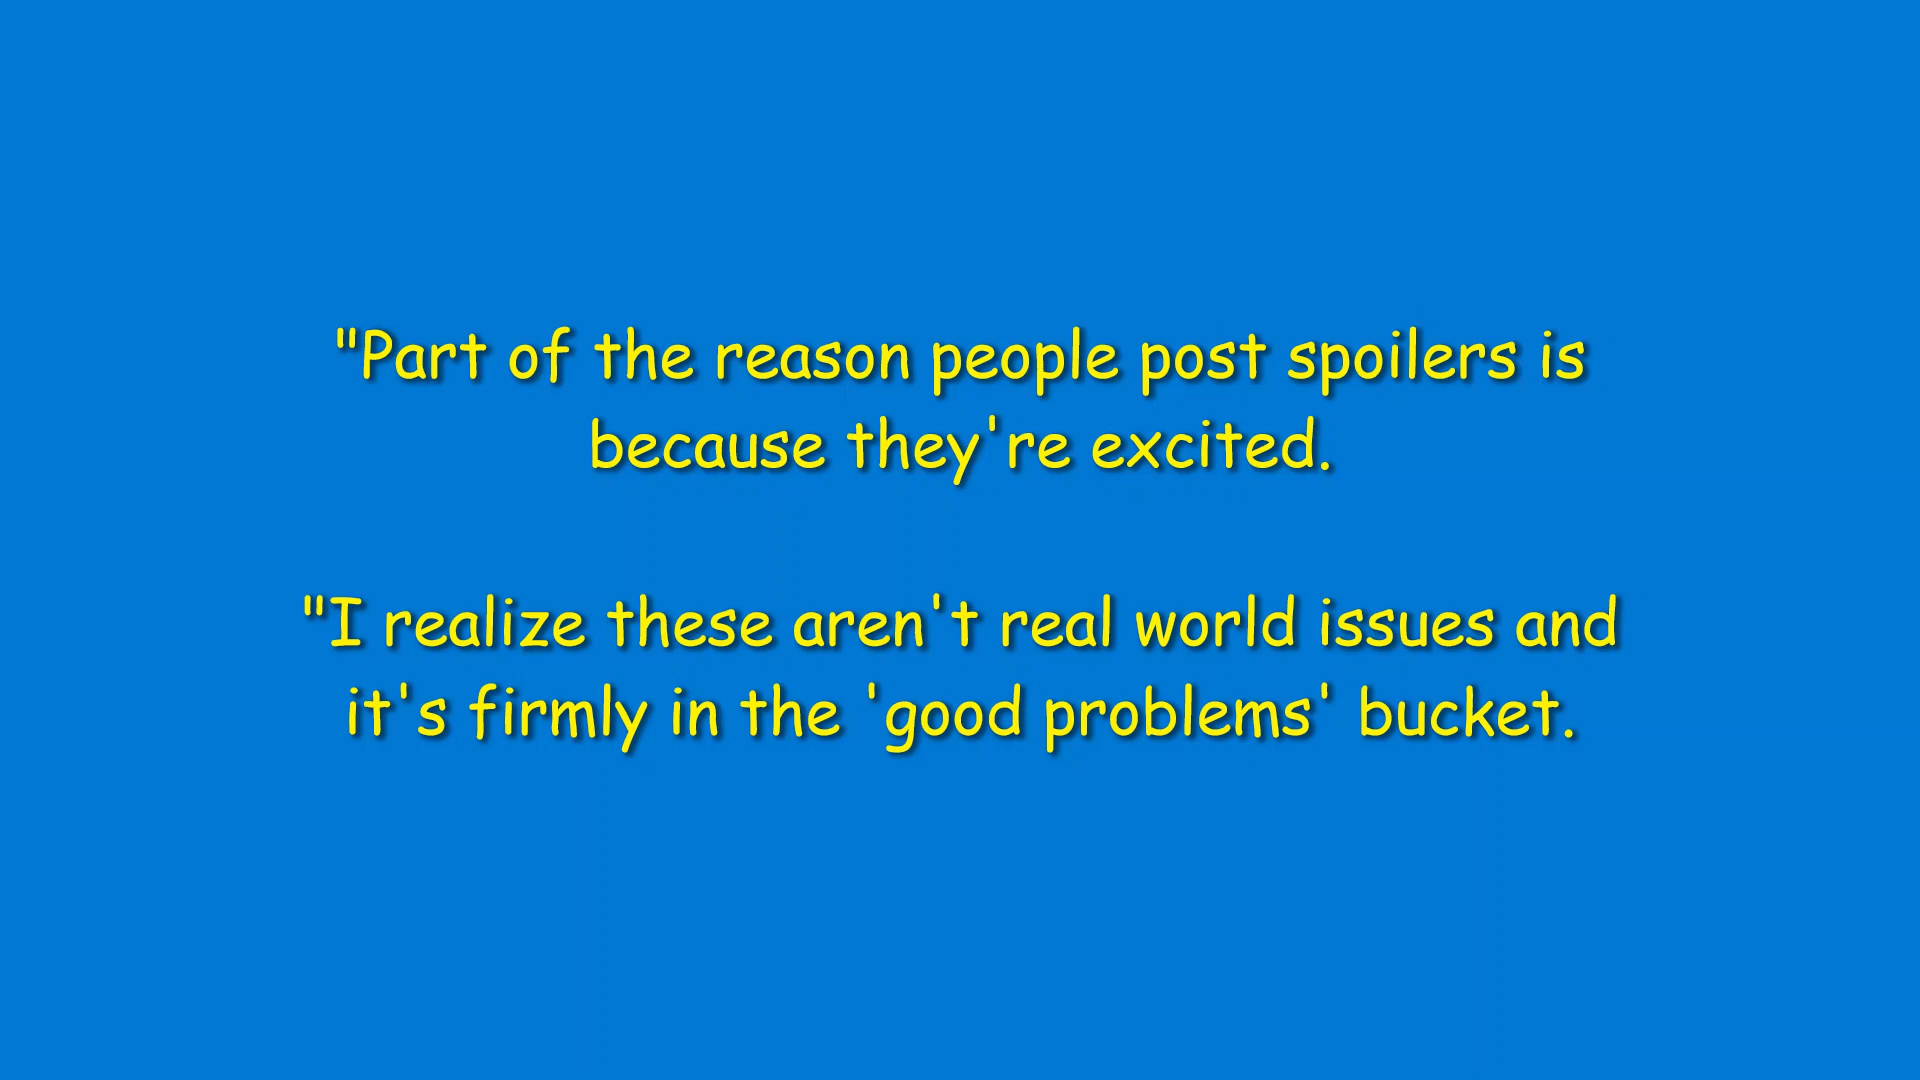 "Part of the reason people post spoilers is
because they're excited.
"I realize these aren't real world issues and
it's firmly in the 'good problems' bucket.